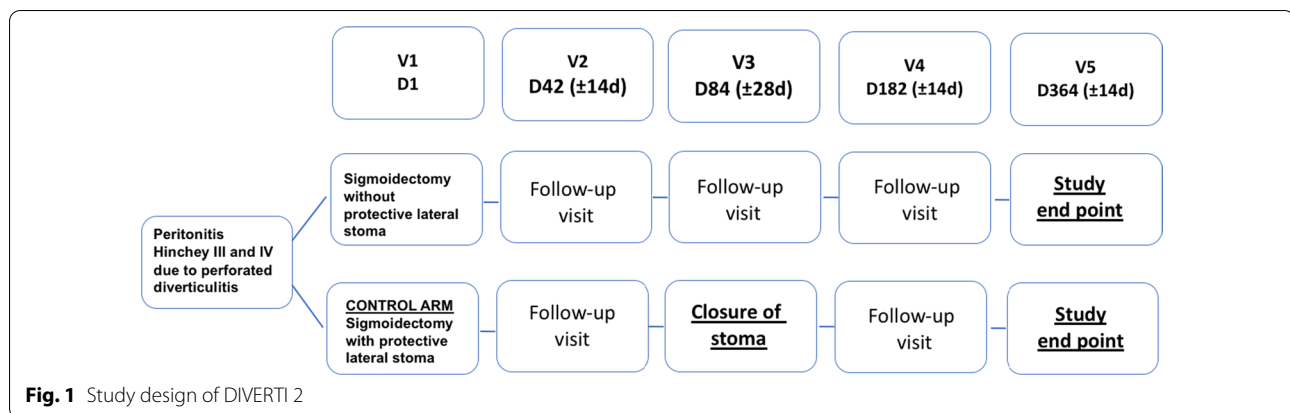 V1
D1
V2
D42 (±14d)
V3
D84 (±28d)
V4
D182 (±14d)
V5
D364 (±14d)
Peritonitis
Hinchey III and IV
due to perforated
diverticulitis
Sigmoidectomy
without
protective lateral
stoma
Follow-up
visit
Follow-up
visit
Follow-up
visit
Study
end point
CONTROL ARM
Sigmoidectomy
with protective
lateral stoma
Follow-up
visit
Closure of
stoma
Follow-up
visit
Study
end point
Fig. 1 Study design of DIVERTI 2